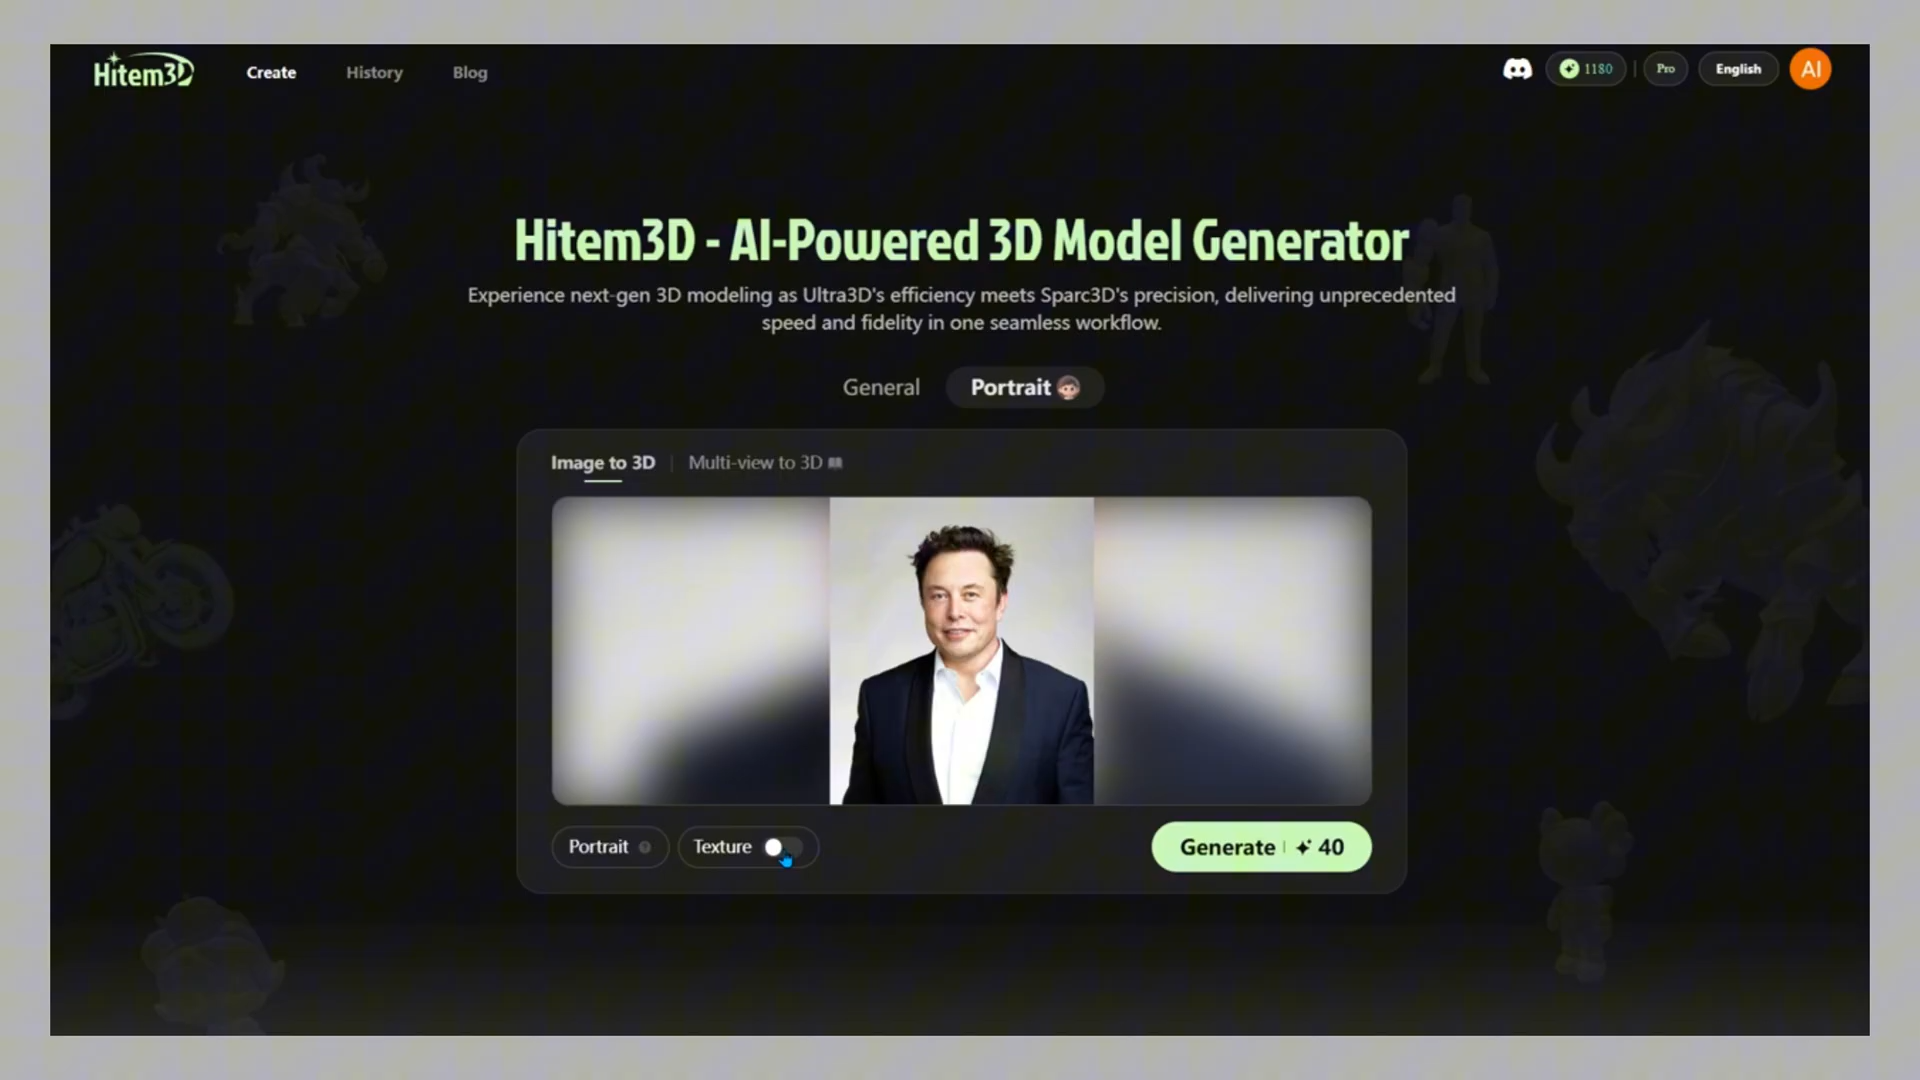 Hitem3D
Create
History
Blog
1180
Pro
English
AI
Hitem3D - AI-Powered 3D Model Generator
Experience next-gen 3D modeling as Ultra3D's efficiency meets Sparc3D's precision, delivering unprecedented
speed and fidelity in one seamless workflow.
General
Portrait
Image to 3D
Multi-view to 3D
Portrait
Texture
Generate
40